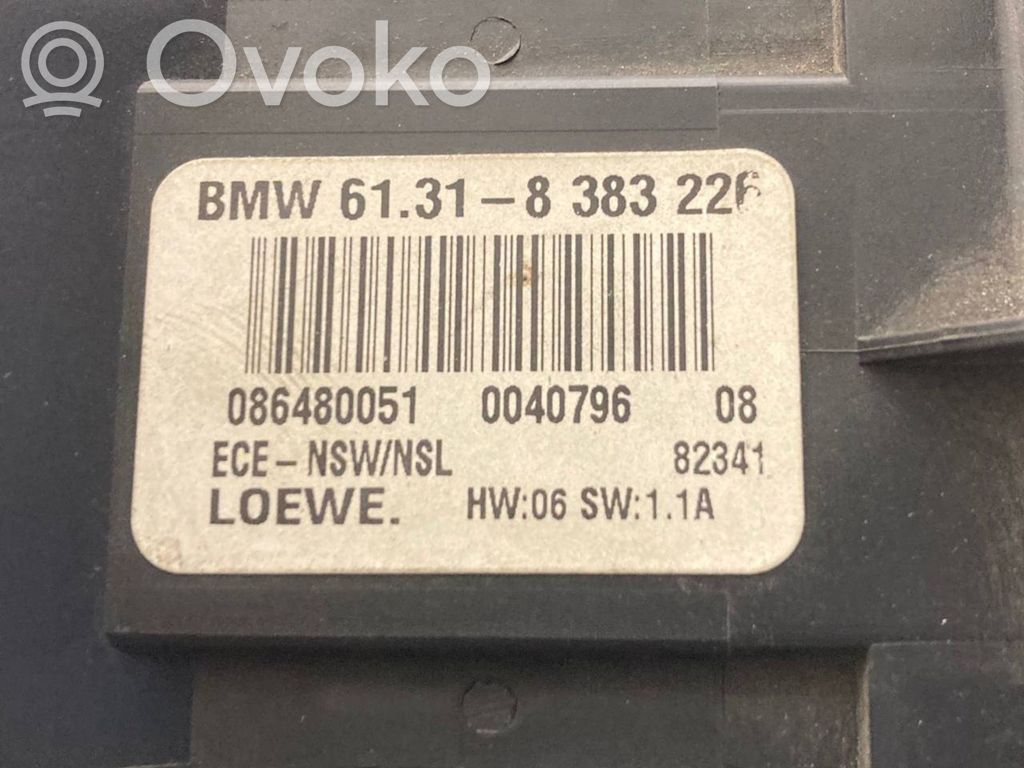 Ovoko
BMW 61.31-8 383 226
086480051 0040796 08
ECE-NSW/NSL 82341
LOEWE. HW:06 SW:1.1A